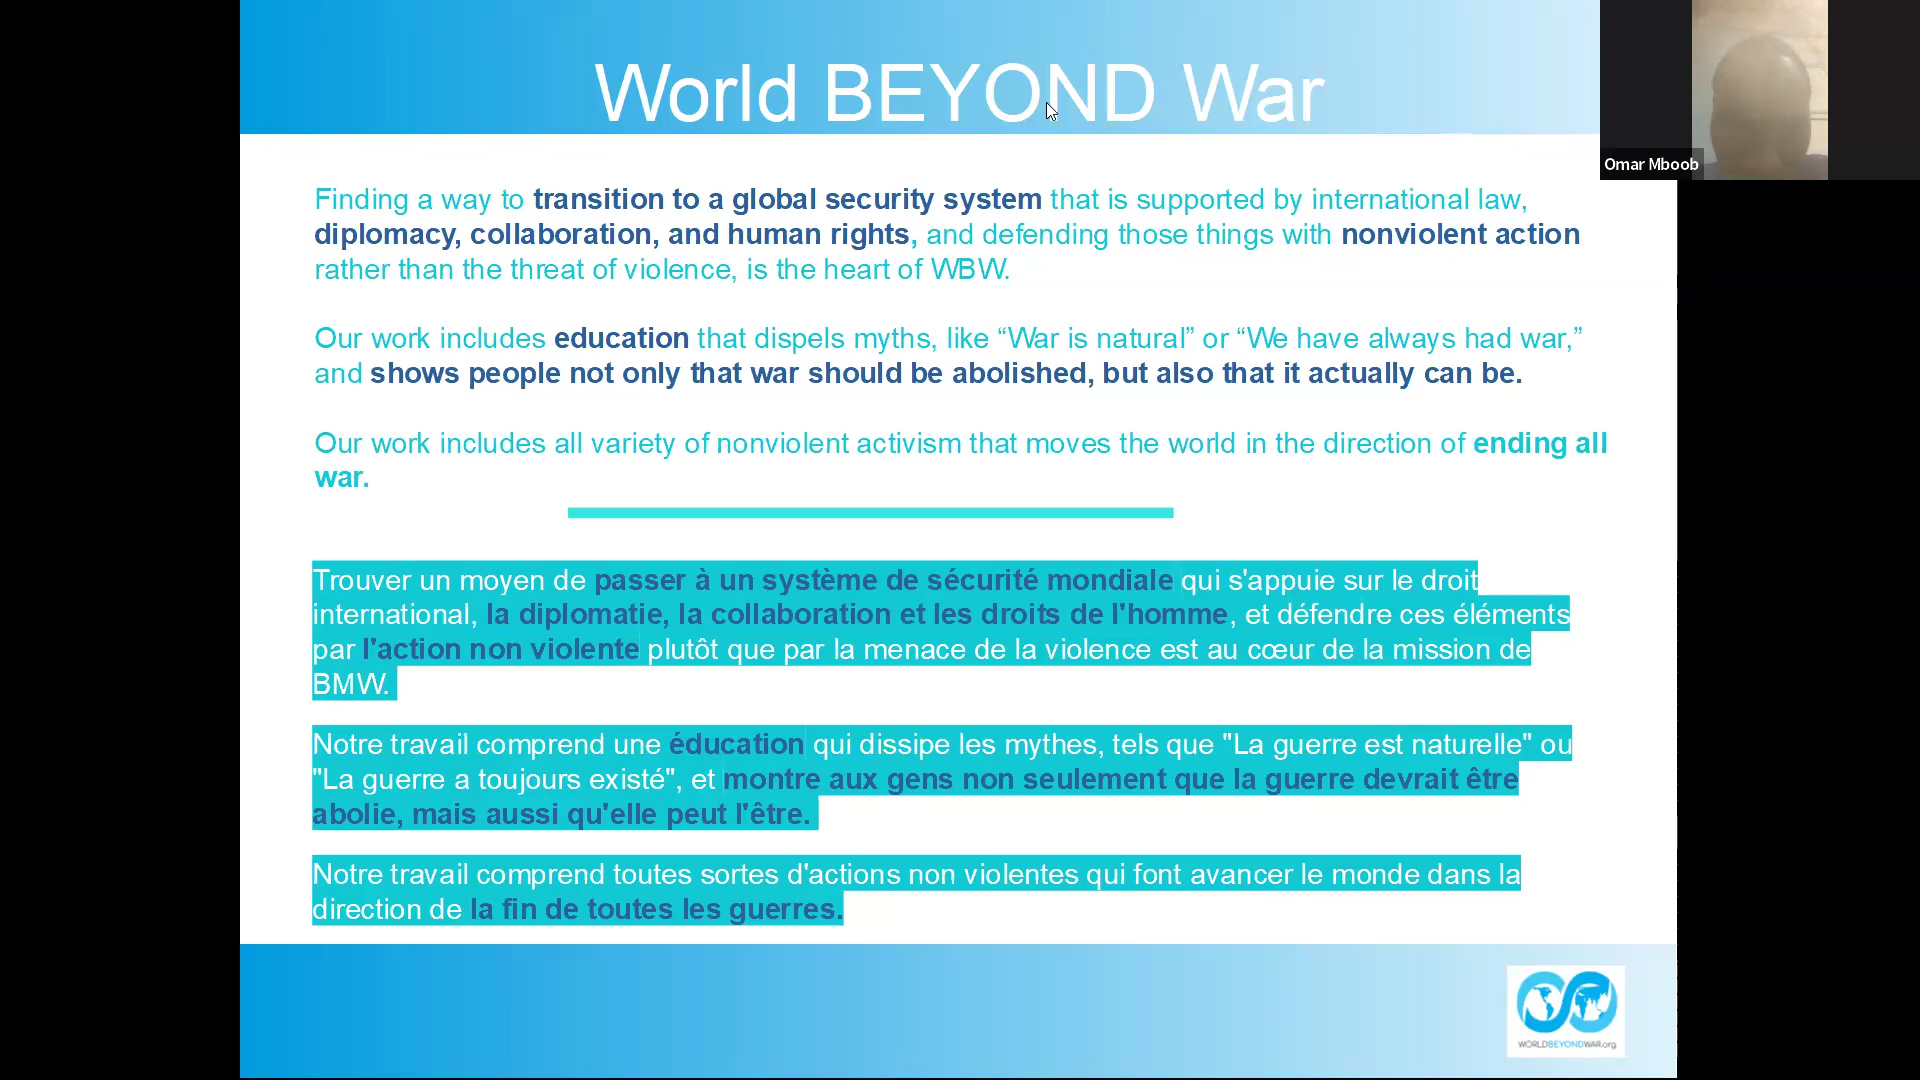 World BEYOND War
Omar Mboob
Finding a way to transition to a global security system that is supported by international law,
diplomacy, collaboration, and human rights, and defending those things with nonviolent action
rather than the threat of violence, is the heart of WBW.
Our work includes education that dispels myths, like “War is natural” or “We have always had war,”
and shows people not only that war should be abolished, but also that it actually can be.
Our work includes all variety of nonviolent activism that moves the world in the direction of ending all
war.
Trouver un moyen de passer à un système de sécurité mondiale qui s'appuie sur le droit
international, la diplomatie, la collaboration et les droits de l'homme, et défendre ces éléments
par l'action non violente plutôt que par la menace de la violence est au cœur de la mission de
BMW.
Notre travail comprend une éducation qui dissipe les mythes, tels que "La guerre est naturelle" ou
"La guerre a toujours existé", et montre aux gens non seulement que la guerre devrait être
abolie, mais aussi qu'elle peut l'être.
Notre travail comprend toutes sortes d'actions non violentes qui font avancer le monde dans la
direction de la fin de toutes les guerres.
WORLDBEYONDWAR.org